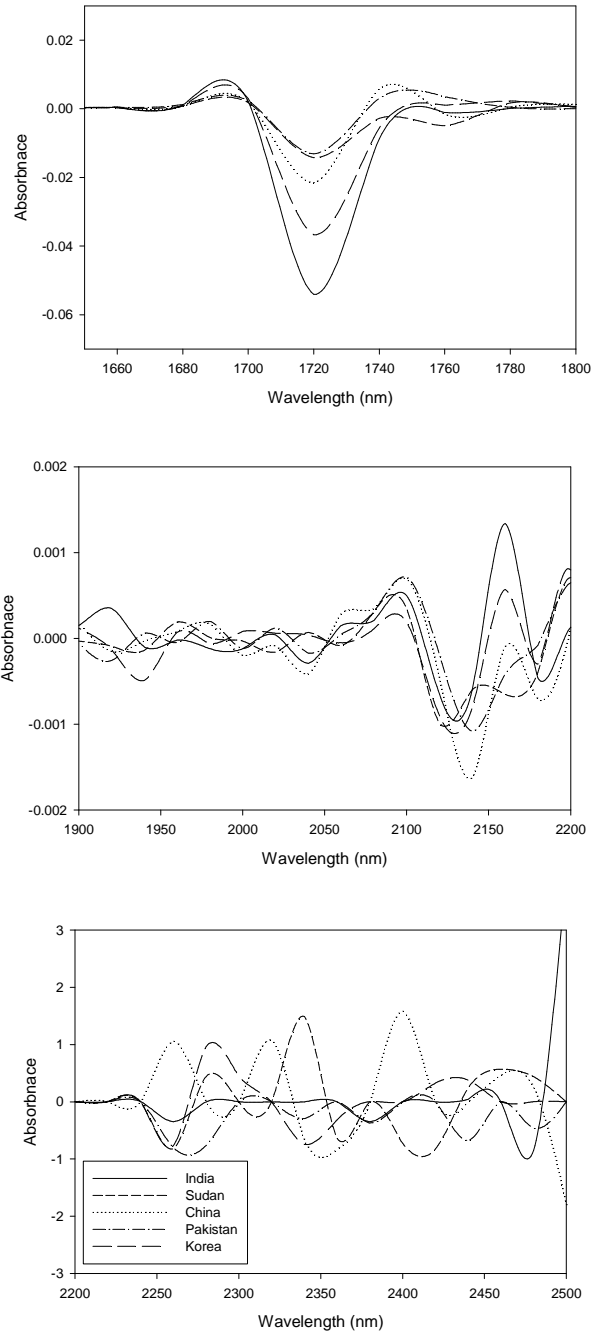 0.02
0.00
-0.02
-0.04
-0.06
Absorbnace
1660 1680 1700 1720 1740 1760 1780 1800
Wavelength (nm)
0.002
0.001
0.000
-0.001
-0.002
Absorbnace
1900 1950 2000 2050 2100 2150 2200
Wavelength (nm)
3
2
1
0
-1
-2
-3
Absorbnace
India
Sudan
China
Pakistan
Korea
2200 2250 2300 2350 2400 2450 2500
Wavelength (nm)